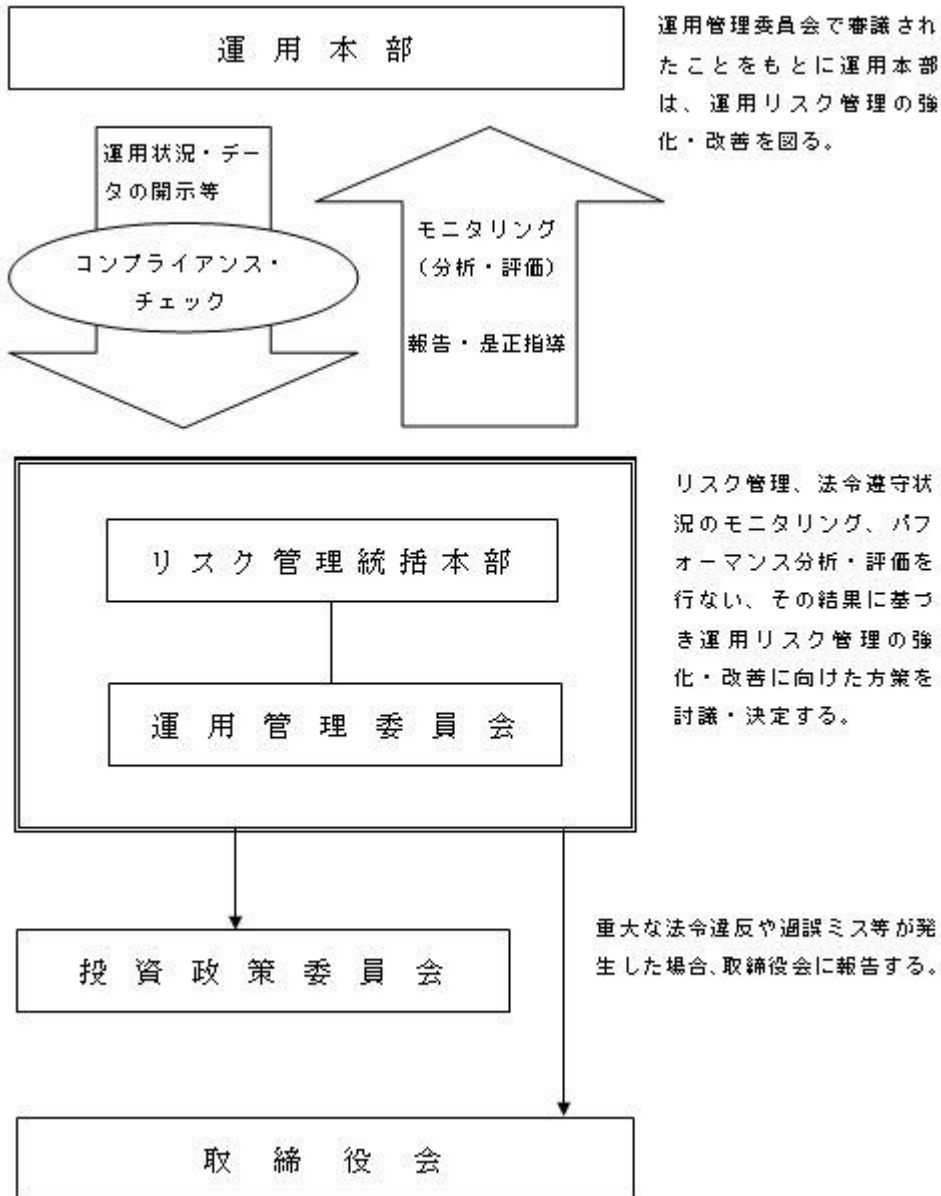 運用本部
運用管理委員会で審議され
たことをもとに運用本部
は、運用リスク管理の強
化・改善を図る。
運用状況・デー
タの開示等
コンプライアンス・
チェック
モニタリング
(分析・評価)
報告・是正指導
リスク管理統括本部
運用管理委員会
リスク管理、法令遵守状
況のモニタリング、パフ
ォーマンス分析・評価を
行ない、その結果に基づ
き運用リスク管理の強
化・改善に向けた方策を
討議・決定する。
投資政策委員会
重大な法令違反や過誤ミス等が発
生した場合、取締役会に報告する。
取締役会